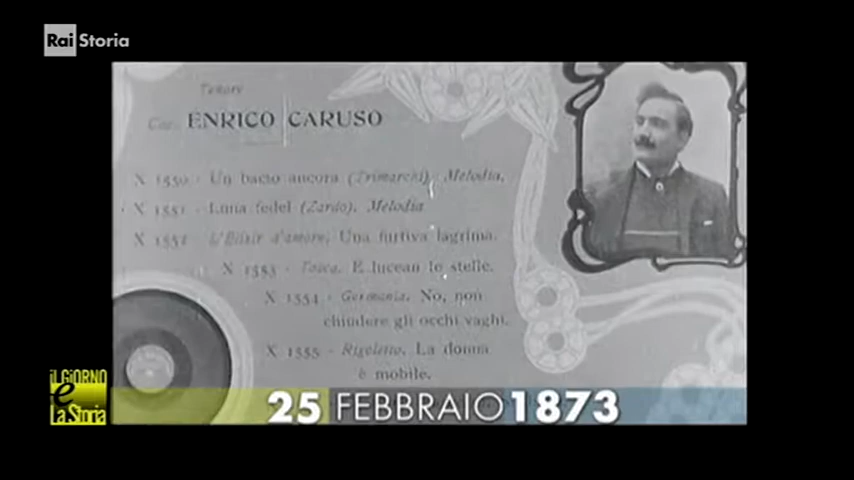 Rai Storia
Tenore
Cav. ENRICO CARUSO
X 1550 - Un bacio ancora (Trimarchi). Melodia.
X 1551 - Luna fedel (Zardo). Melodia
X 1552 - L'Elisir d'amore. Una furtiva lagrima.
X 1553 - Tosca. E lucean le stelle.
X 1554 - Germania. No, non
chiudere gli occhi vaghi.
X 1555 - Rigoletto. La donna
è mobile.
iL GiORNO
e
La Storia
25 FEBBRAIO 1873